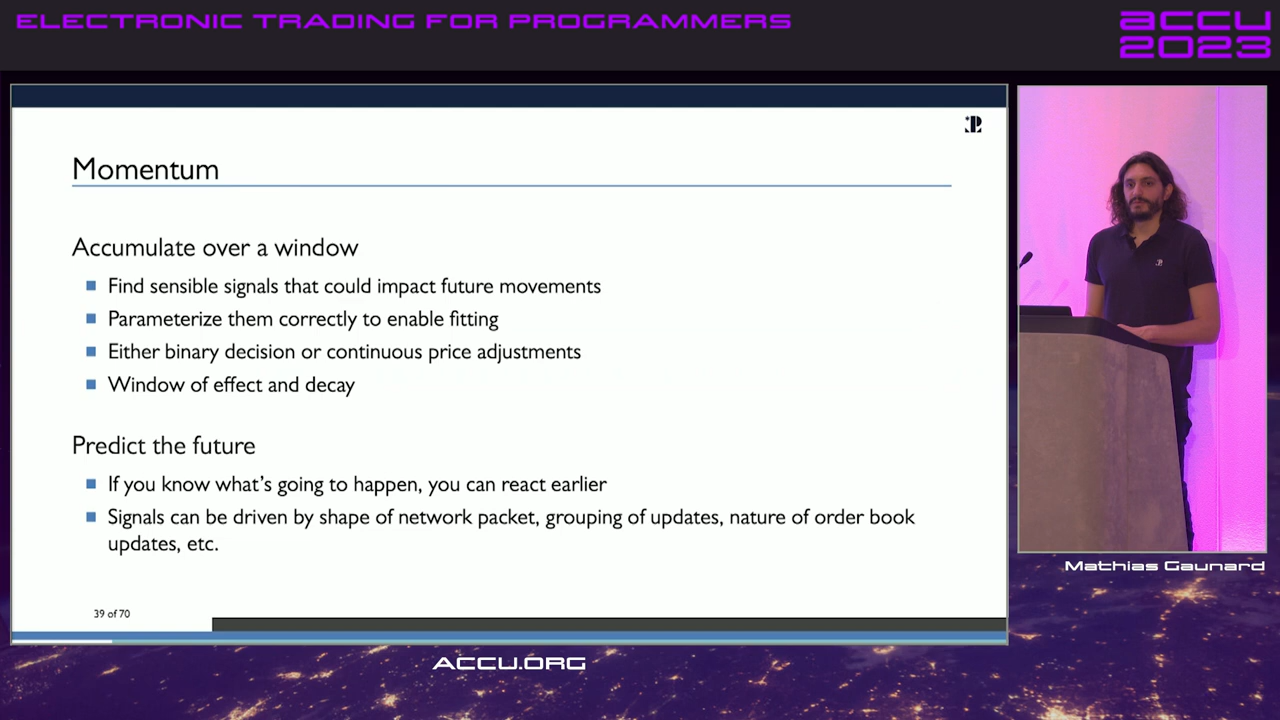 ELECTRONIC TRADING FOR PROGRAMMERS
accu
2023
Momentum
Accumulate over a window
Find sensible signals that could impact future movements
Parameterize them correctly to enable fitting
Either binary decision or continuous price adjustments
Window of effect and decay
Predict the future
If you know what's going to happen, you can react earlier
Signals can be driven by shape of network packet, grouping of updates, nature of order book
updates, etc.
39 of 70
Mathias Gaunard
ACCU.ORG